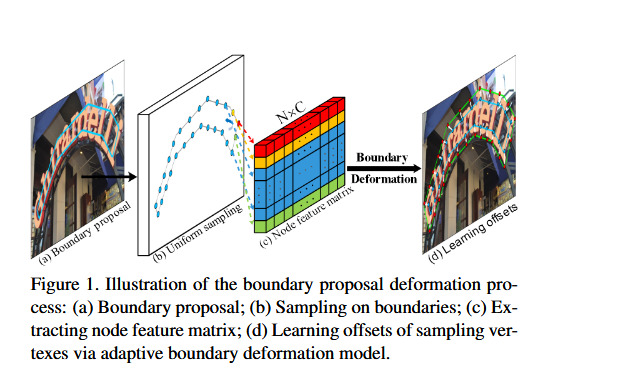 N×C
Boundary
Deformation
(a) Boundary proposal
(b) Uniform sampling
(c) Node feature matrix
(d) Learning offsets
Figure 1. Illustration of the boundary proposal deformation pro-
cess: (a) Boundary proposal; (b) Sampling on boundaries; (c) Ex-
tracting node feature matrix; (d) Learning offsets of sampling ver-
texes via adaptive boundary deformation model.